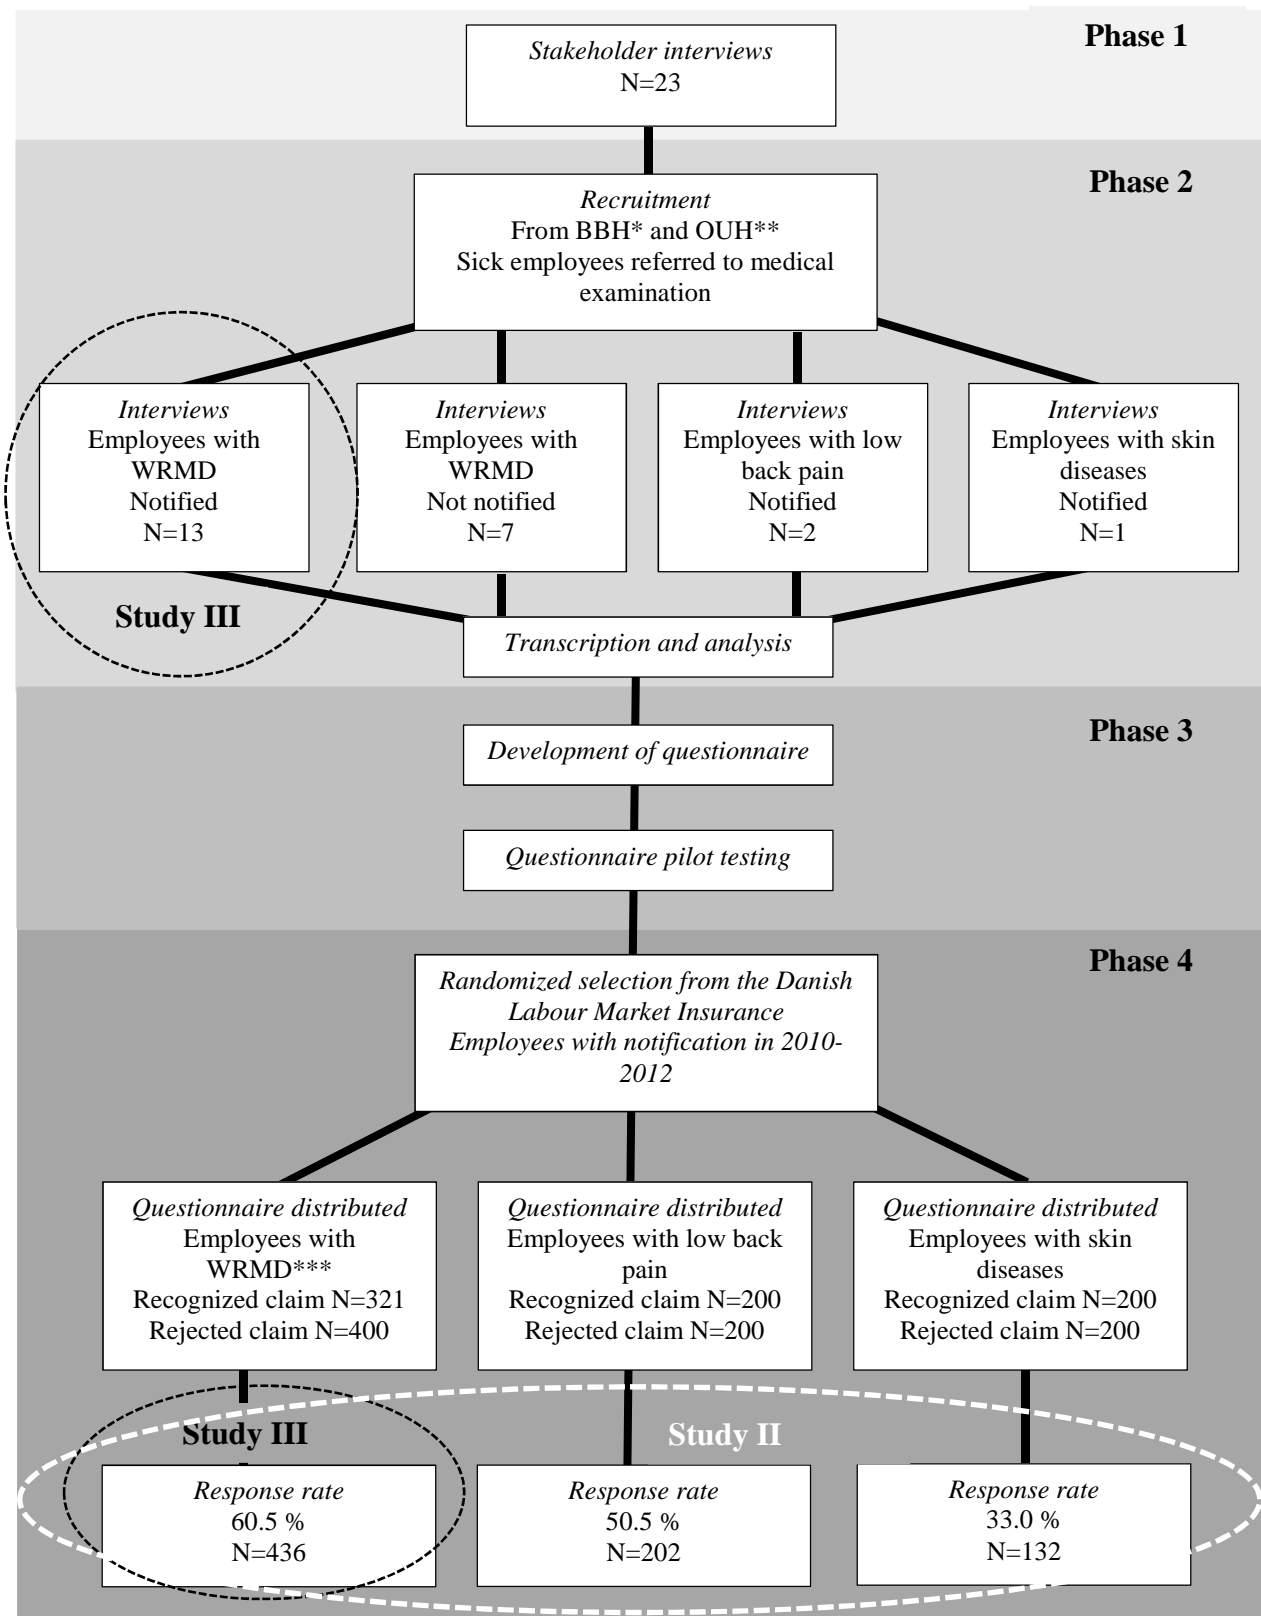 Phase 1
Stakeholder interviews
N=23
Phase 2
Recruitment
From BBH* and OUH**
Sick employees referred to medical
examination
Interviews
Employees with
WRMD
Notified
N=13
Interviews
Employees with
WRMD
Not notified
N=7
Interviews
Employees with low
back pain
Notified
N=2
Interviews
Employees with skin
diseases
Notified
N=1
Study III
Transcription and analysis
Phase 3
Development of questionnaire
Questionnaire pilot testing
Phase 4
Randomized selection from the Danish
Labour Market Insurance
Employees with notification in 2010-
2012
Questionnaire distributed
Employees with
WRMD***
Recognized claim N=321
Rejected claim N=400
Questionnaire distributed
Employees with low back
pain
Recognized claim N=200
Rejected claim N=200
Questionnaire distributed
Employees with skin
diseases
Recognized claim N=200
Rejected claim N=200
Study III
Study II
Response rate
60.5 %
N=436
Response rate
50.5 %
N=202
Response rate
33.0 %
N=132